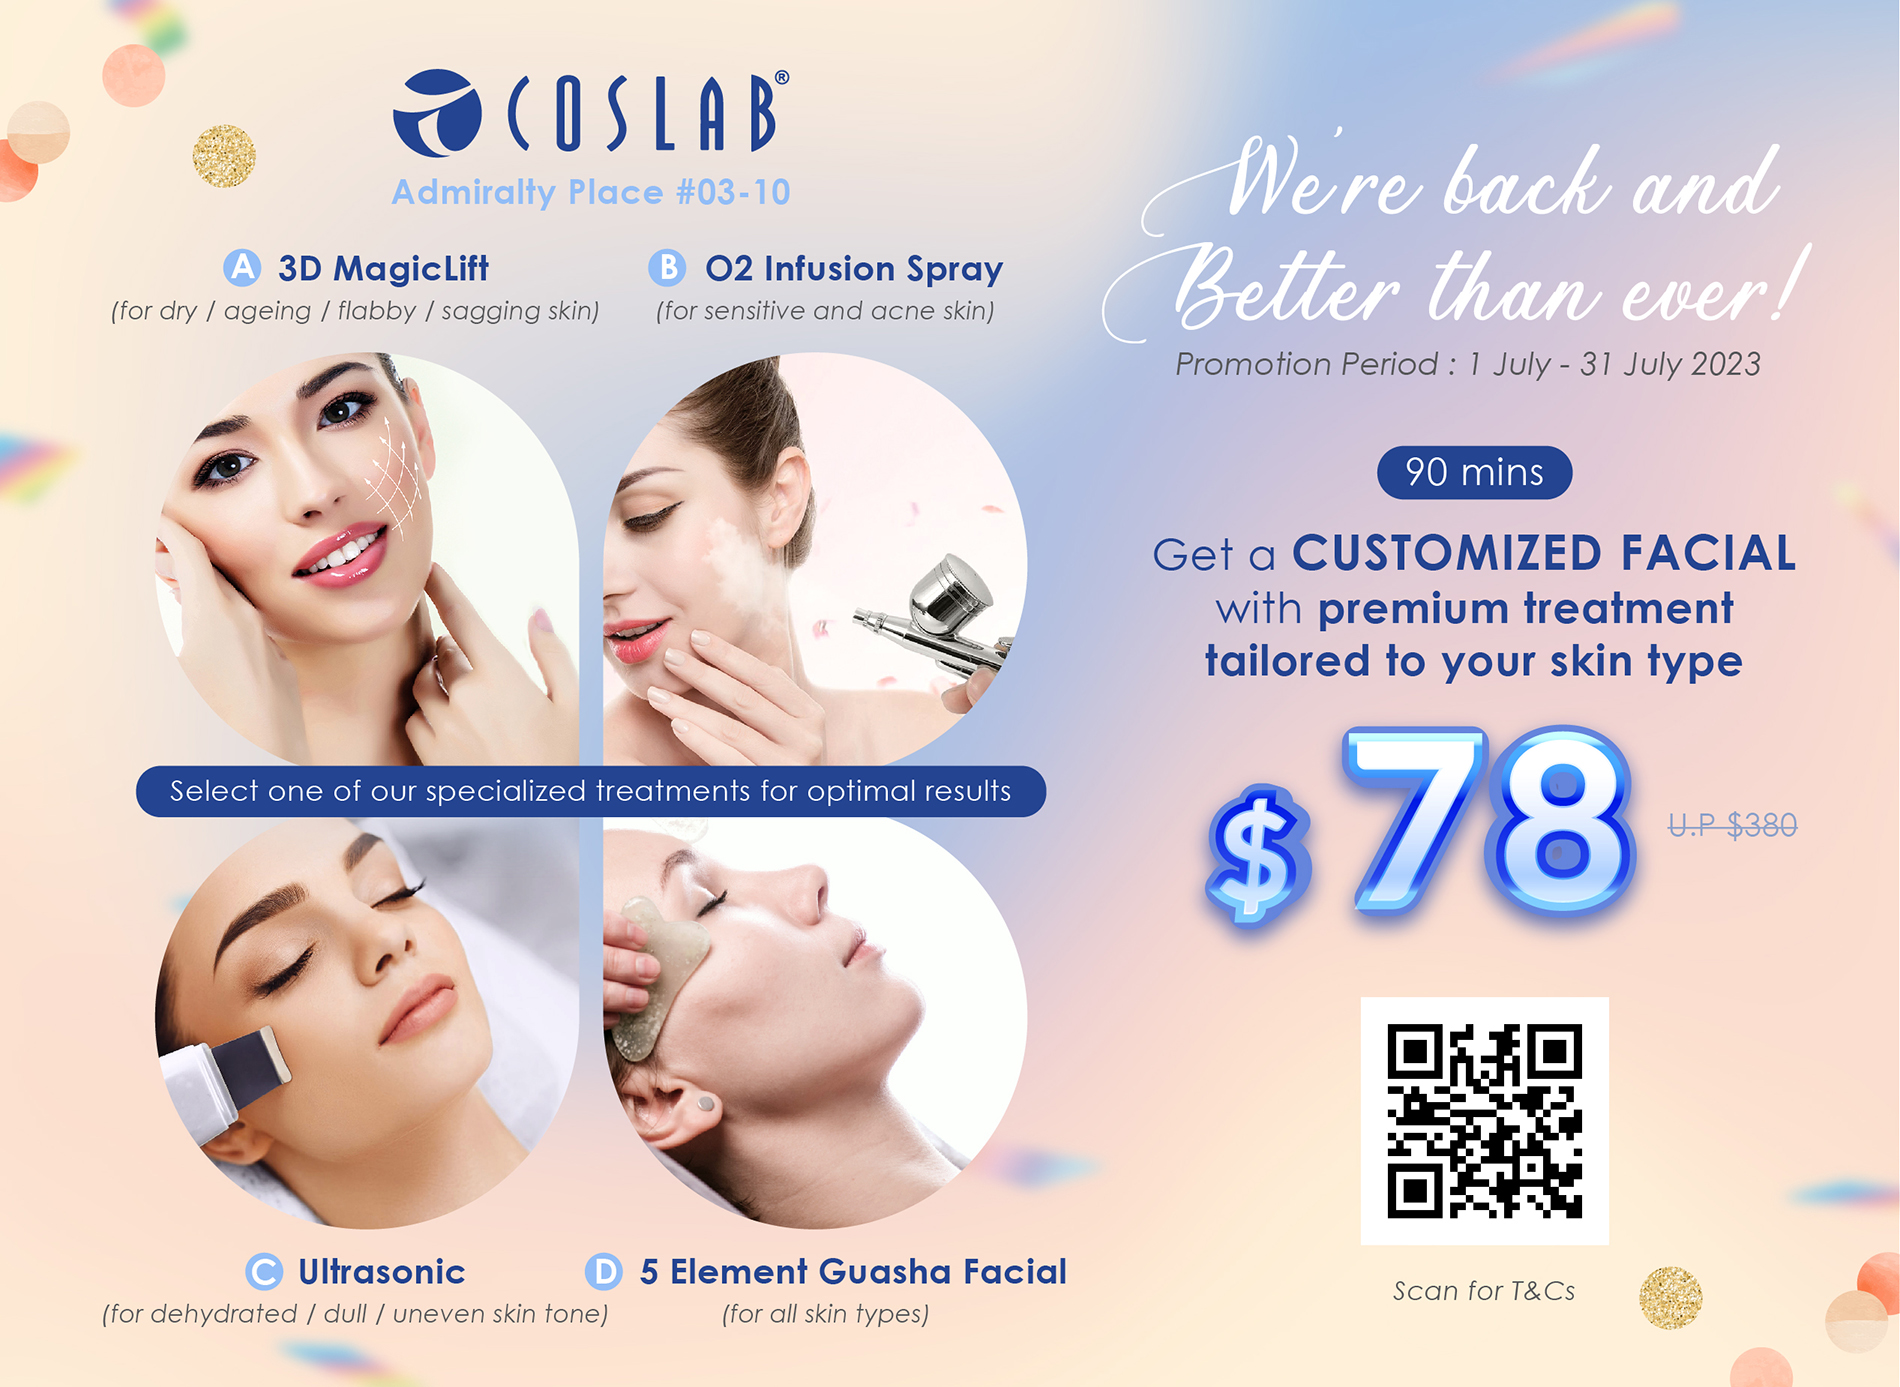 COSLAB®
Admiralty Place #03-10
A 3D MagicLift
(for dry / ageing / flabby / sagging skin)
B O2 Infusion Spray
(for sensitive and acne skin)
Select one of our specialized treatments for optimal results
C Ultrasonic
(for dehydrated / dull / uneven skin tone)
D 5 Element Guasha Facial
(for all skin types)
We're back and
Better than ever!
Promotion Period : 1 July - 31 July 2023
90 mins
Get a CUSTOMIZED FACIAL
with premium treatment
tailored to your skin type
$78
U.P $380
Scan for T&Cs